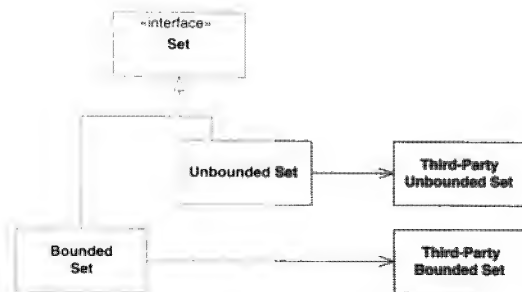 «interface»
Set
Unbounded Set
Third-Party
Unbounded Set
Bounded
Set
Third-Party
Bounded Set